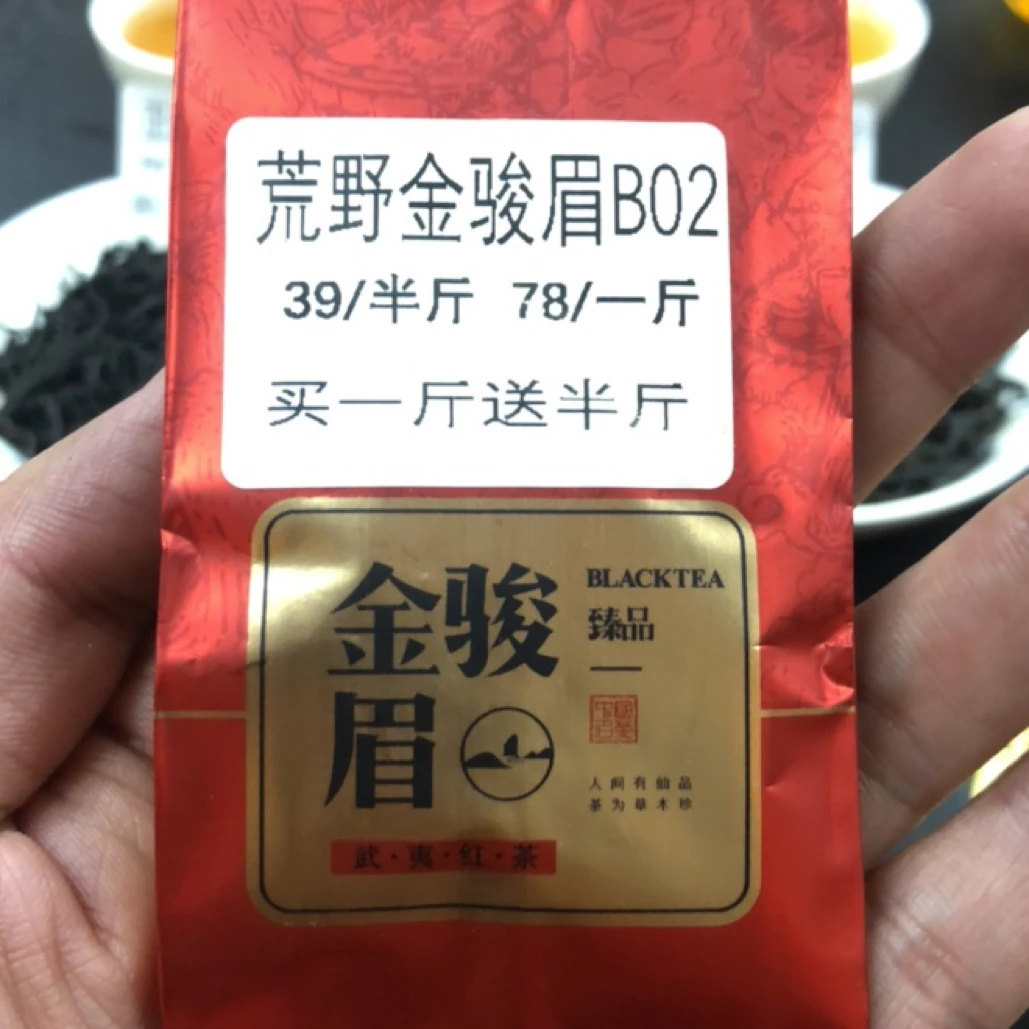 荒野金骏眉B02
39/半斤 78/一斤
买一斤送半斤
金骏
眉
BLACKTEA
臻品
人间有仙品
茶为草木珍
武·夷·红·茶